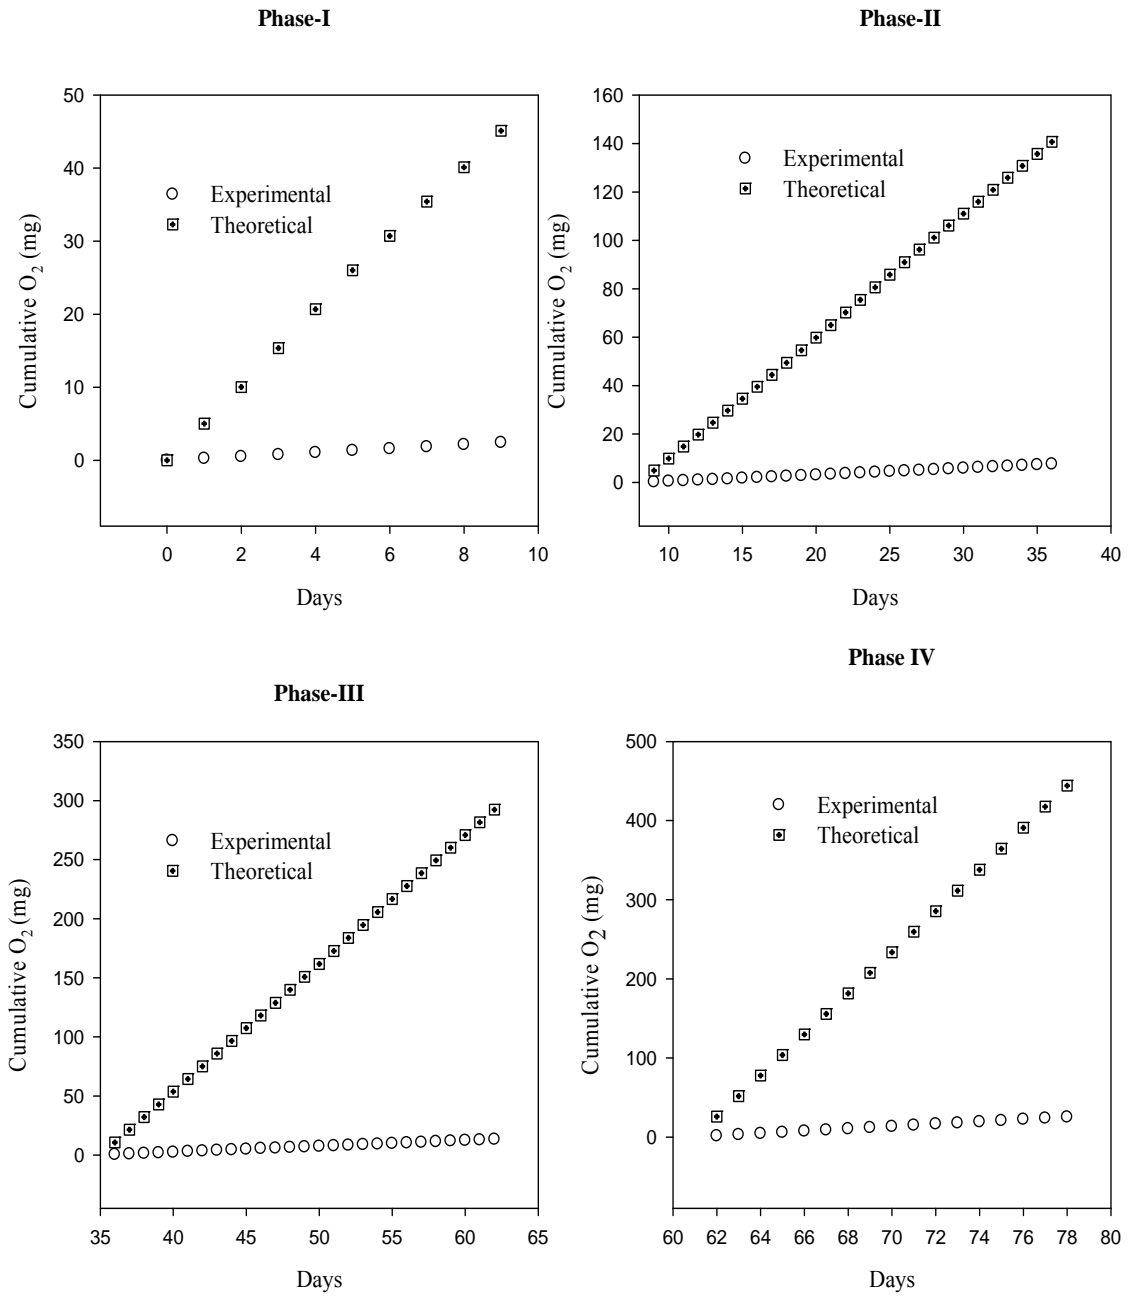 Phase-I
50
40
30
20
10
0
Cumulative O2 (mg)
Experimental
Theoretical
0 2 4 6 8 10
Days
Phase-II
160
140
120
100
80
60
40
20
0
Cumulative O2 (mg)
Experimental
Theoretical
10 15 20 25 30 35 40
Days
Phase-III
350
300
250
200
150
100
50
0
Cumulative O2 (mg)
Experimental
Theoretical
35 40 45 50 55 60 65
Days
Phase IV
500
400
300
200
100
0
Cumulative O2 (mg)
Experimental
Theoretical
60 62 64 66 68 70 72 74 76 78 80
Days